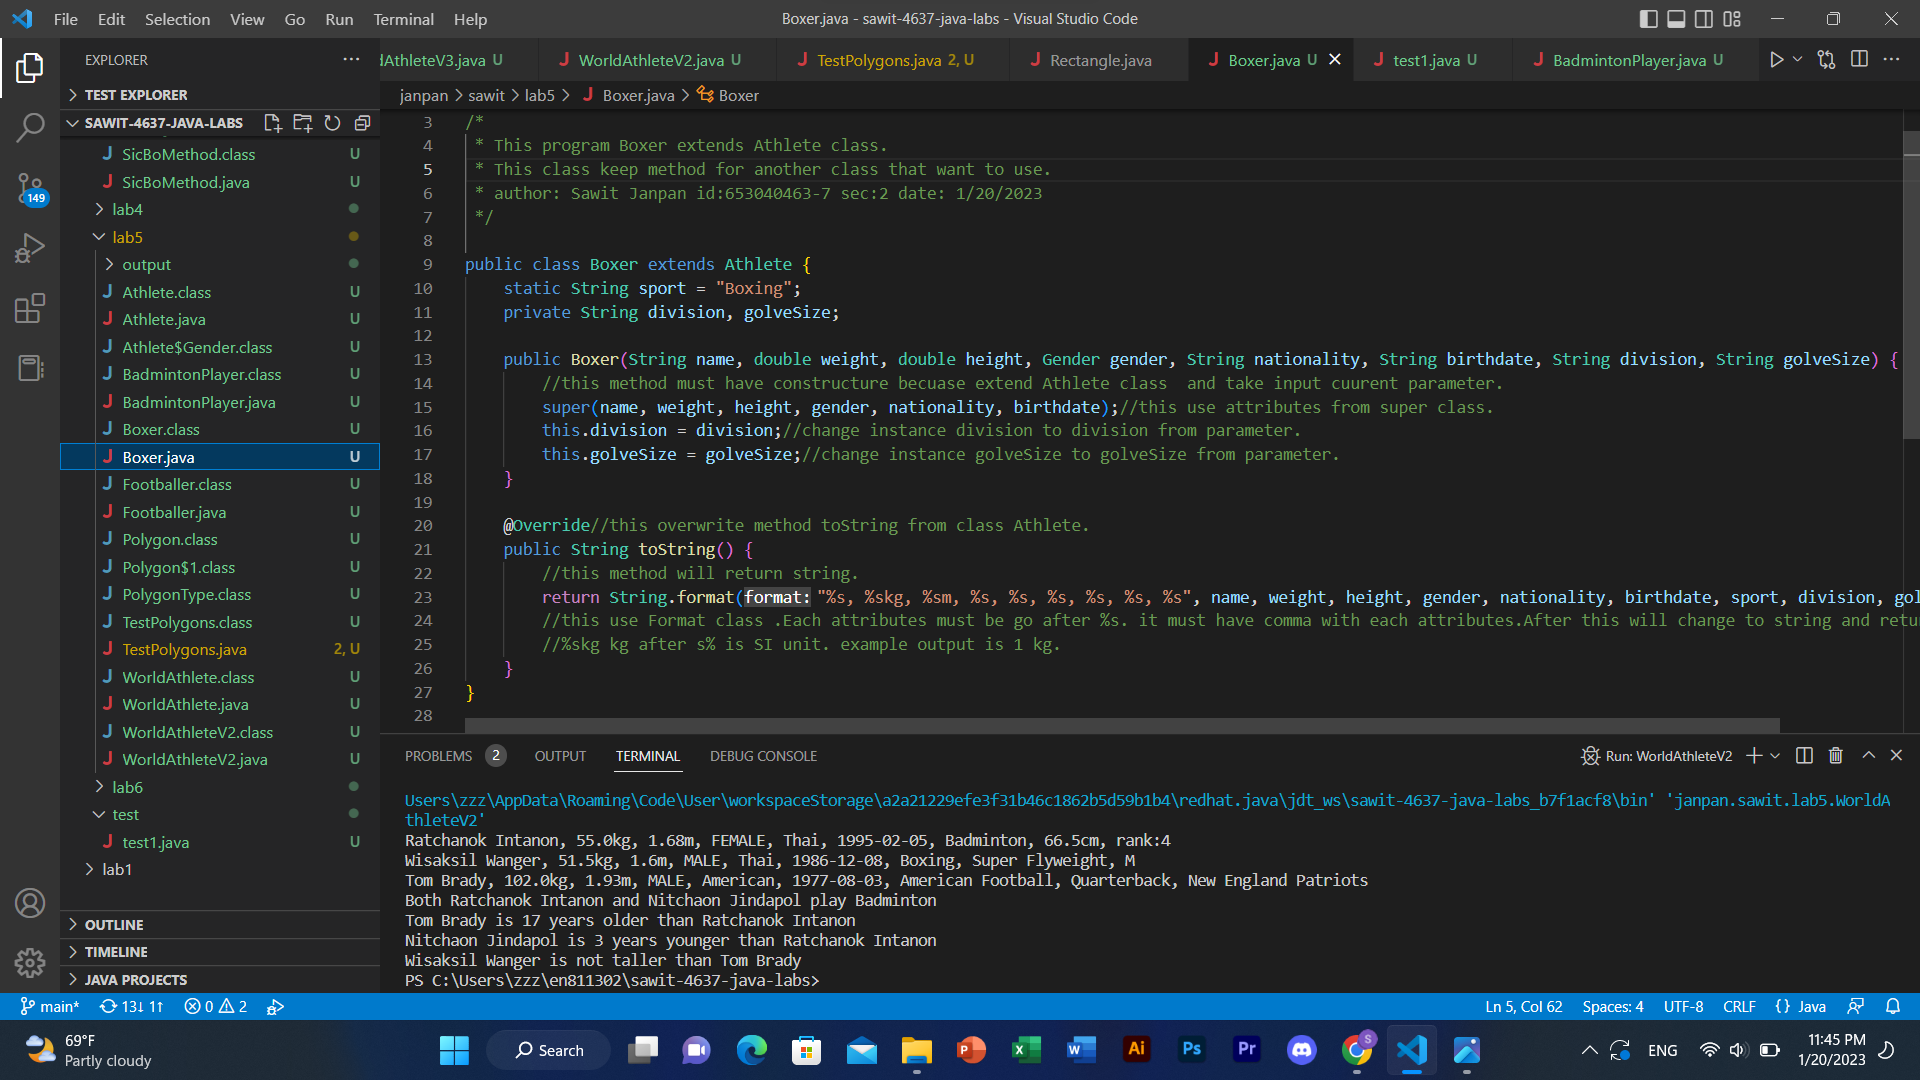 File Edit Selection View Go Run Terminal Help
Boxer.java - sawit-4637-java-labs - Visual Studio Code
EXPLORER
dAthleteV3.java U
WorldAthleteV2.java U
TestPolygons.java 2, U
Rectangle.java
Boxer.java U
test1.java U
BadmintonPlayer.java U
janpan > sawit > lab5 > Boxer.java > Boxer
TEST EXPLORER
SAWIT-4637-JAVA-LABS
SicBoMethod.class U
SicBoMethod.java U
lab4
lab5
output
Athlete.class U
Athlete.java U
Athlete$Gender.class U
BadmintonPlayer.class U
BadmintonPlayer.java U
Boxer.class U
Boxer.java U
Footballer.class U
Footballer.java U
Polygon.class U
Polygon$1.class U
PolygonType.class U
TestPolygons.class U
TestPolygons.java 2, U
WorldAthlete.class U
WorldAthlete.java U
WorldAthleteV2.class U
WorldAthleteV2.java U
lab6
test
test1.java U
lab1
OUTLINE
TIMELINE
JAVA PROJECTS
149
3 /*
4 * This program Boxer extends Athlete class.
5 * This class keep method for another class that want to use.
6 * author: Sawit Janpan id:653040463-7 sec:2 date: 1/20/2023
7 */
8
9 public class Boxer extends Athlete {
10 static String sport = "Boxing";
11 private String division, golveSize;
12
13 public Boxer(String name, double weight, double height, Gender gender, String nationality, String birthdate, String division, String golveSize) {
14 //this method must have constructure becuase extend Athlete class  and take input cuurent parameter.
15 super(name, weight, height, gender, nationality, birthdate);//this use attributes from super class.
16 this.division = division;//change instance division to division from parameter.
17 this.golveSize = golveSize;//change instance golveSize to golveSize from parameter.
18 }
19
20 @Override//this overwrite method toString from class Athlete.
21 public String toString() {
22 //this method will return string.
23 return String.format(format: "%s, %skg, %sm, %s, %s, %s, %s, %s, %s", name, weight, height, gender, nationality, birthdate, sport, division, gol
24 //this use Format class .Each attributes must be go after %s. it must have comma with each attributes.After this will change to string and retu
25 //%skg kg after s% is SI unit. example output is 1 kg.
26 }
27 }
28
PROBLEMS 2 OUTPUT TERMINAL DEBUG CONSOLE
Run: WorldAthleteV2
Users\zzz\AppData\Roaming\Code\User\workspaceStorage\a2a21229efe3f31b46c1862b5d59b1b4\redhat.java\jdt_ws\sawit-4637-java-labs_b7f1acf8\bin' 'janpan.sawit.lab5.WorldA
thleteV2'
Ratchanok Intanon, 55.0kg, 1.68m, FEMALE, Thai, 1995-02-05, Badminton, 66.5cm, rank:4
Wisaksil Wanger, 51.5kg, 1.6m, MALE, Thai, 1986-12-08, Boxing, Super Flyweight, M
Tom Brady, 102.0kg, 1.93m, MALE, American, 1977-08-03, American Football, Quarterback, New England Patriots
Both Ratchanok Intanon and Nitchaon Jindapol play Badminton
Tom Brady is 17 years older than Ratchanok Intanon
Nitchaon Jindapol is 3 years younger than Ratchanok Intanon
Wisaksil Wanger is not taller than Tom Brady
PS C:\Users\zzz\en811302\sawit-4637-java-labs>
main* 13↓ 1↑ 0 2
Ln 5, Col 62 Spaces: 4 UTF-8 CRLF {} Java
69°F
Partly cloudy
Search
P X W Ai Ps Pr S
ENG
11:45 PM
1/20/2023